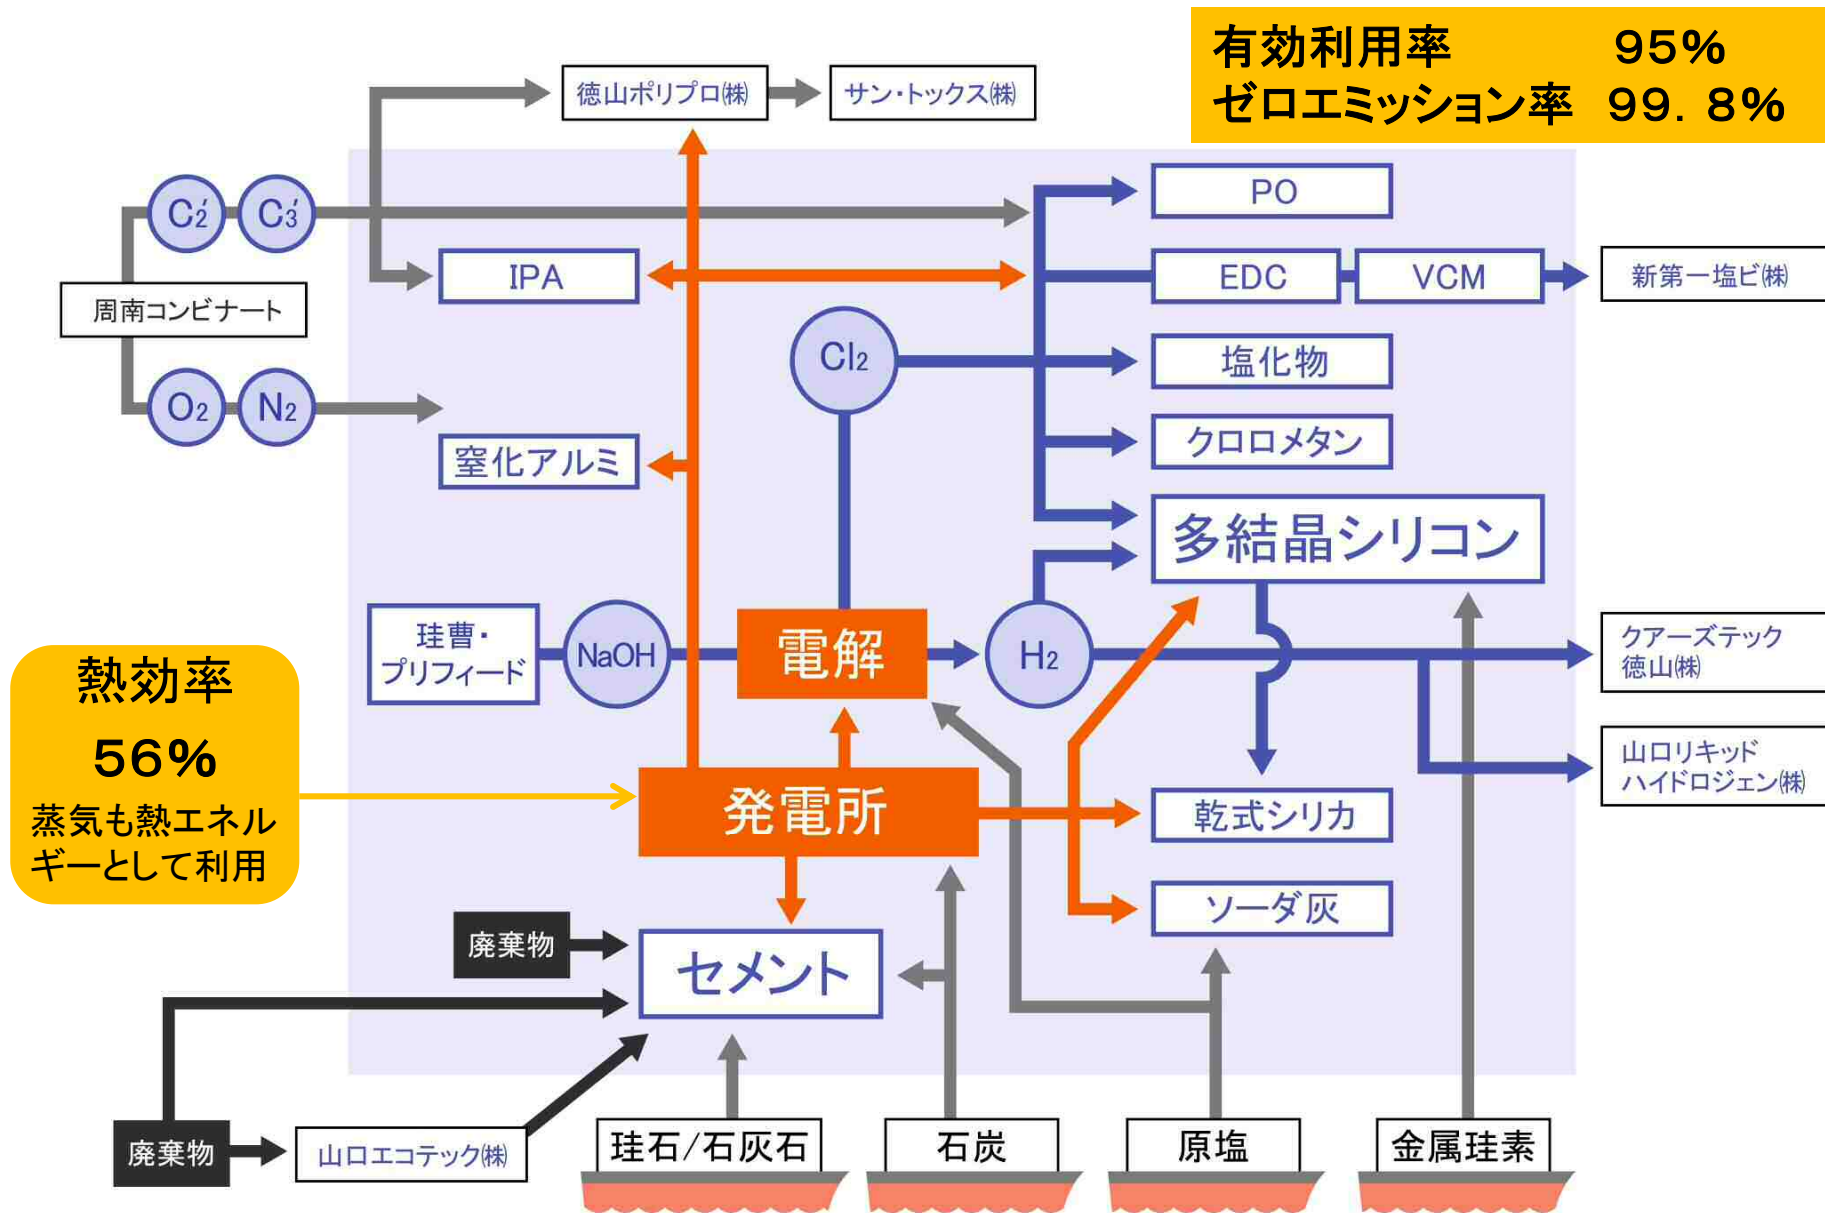 有効利用率 95%
ゼロエミッション率 99.8%
徳山ポリプロ㈱
サン・トックス㈱
C₂′
C₃′
PO
IPA
EDC
VCM
新第一塩ビ㈱
周南コンビナート
Cl₂
塩化物
O₂
N₂
クロロメタン
窒化アルミ
多結晶シリコン
珪曹・
プリフィード
NaOH
電解
H₂
クアーズテック
徳山㈱
熱効率
56%
蒸気も熱エネル
ギーとして利用
発電所
山口リキッド
ハイドロジェン㈱
乾式シリカ
ソーダ灰
廃棄物
セメント
廃棄物
山口エコテック㈱
珪石/石灰石
石炭
原塩
金属珪素